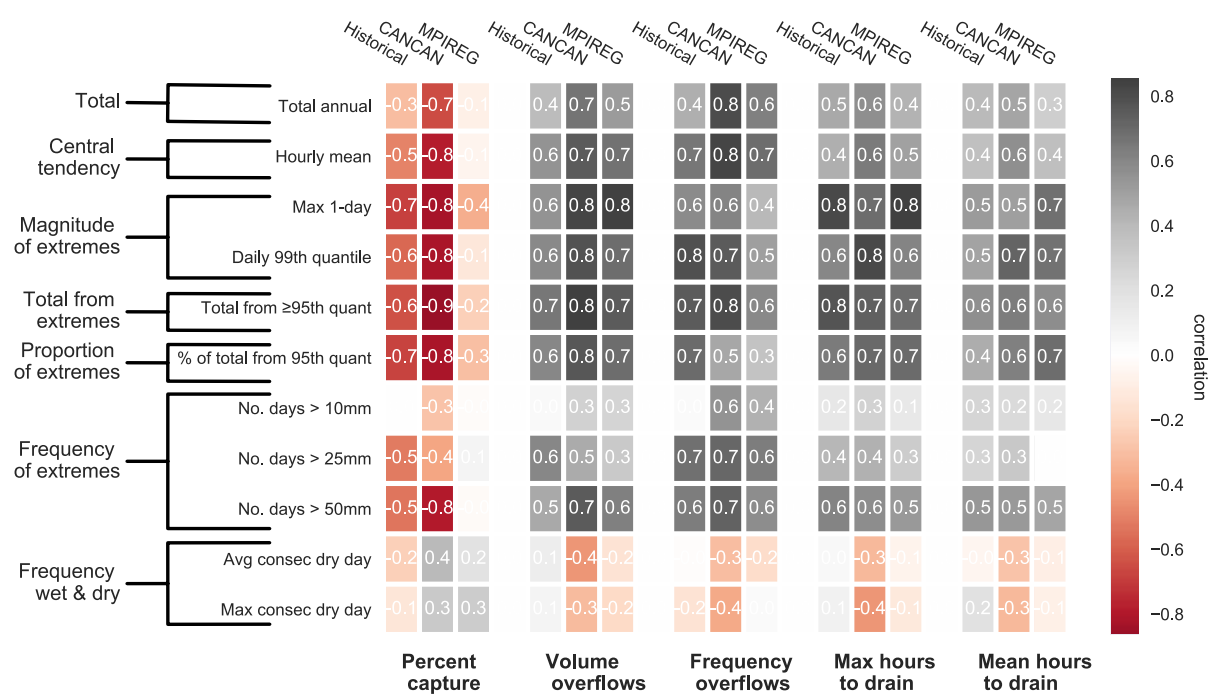 Historical CANCAN MPIREG Historical CANCAN MPIREG Historical CANCAN MPIREG Historical CANCAN MPIREG Historical CANCAN MPIREG
Total
Total annual −0.3 −0.7 −0.1 0.4 0.7 0.5 0.4 0.8 0.6 0.5 0.6 0.4 0.4 0.5 0.3
Central
tendency
Hourly mean −0.5 −0.8 −0.1 0.6 0.7 0.7 0.7 0.8 0.7 0.4 0.6 0.5 0.4 0.6 0.4
Magnitude
of extremes
Max 1-day −0.7 −0.8 −0.4 0.6 0.8 0.8 0.6 0.6 0.4 0.8 0.7 0.8 0.5 0.5 0.7
Daily 99th quantile −0.6 −0.8 −0.1 0.6 0.8 0.7 0.8 0.7 0.5 0.6 0.8 0.6 0.5 0.7 0.7
Total from
extremes
Total from ≥95th quant −0.6 −0.9 −0.2 0.7 0.8 0.7 0.7 0.8 0.6 0.8 0.7 0.7 0.6 0.6 0.6
Proportion
of extremes
% of total from 95th quant −0.7 −0.8 −0.3 0.6 0.8 0.7 0.7 0.5 0.3 0.6 0.7 0.7 0.4 0.6 0.7
Frequency
of extremes
No. days > 10mm −0.3 0.3 0.3 0.6 0.4 0.2 0.3 0.1 0.3 0.2 0.2
No. days > 25mm −0.5 −0.4 0.1 0.6 0.5 0.3 0.7 0.7 0.6 0.4 0.4 0.3 0.3 0.3
No. days > 50mm −0.5 −0.8 0.5 0.7 0.6 0.6 0.7 0.6 0.6 0.6 0.5 0.5 0.5 0.5
Frequency
wet & dry
Avg consec dry day −0.2 0.4 0.2 0.1 −0.4 −0.2 −0.3 −0.2 0.0 −0.3 −0.1 −0.0 −0.3 −0.1
Max consec dry day −0.1 0.3 0.3 0.1 −0.3 −0.2 −0.2 −0.4 0.0 0.1 −0.4 −0.1 0.2 −0.3 −0.1
Percent
capture
Volume
overflows
Frequency
overflows
Max hours
to drain
Mean hours
to drain
0.8
0.6
0.4
0.2
0.0
−0.2
−0.4
−0.6
−0.8
correlation